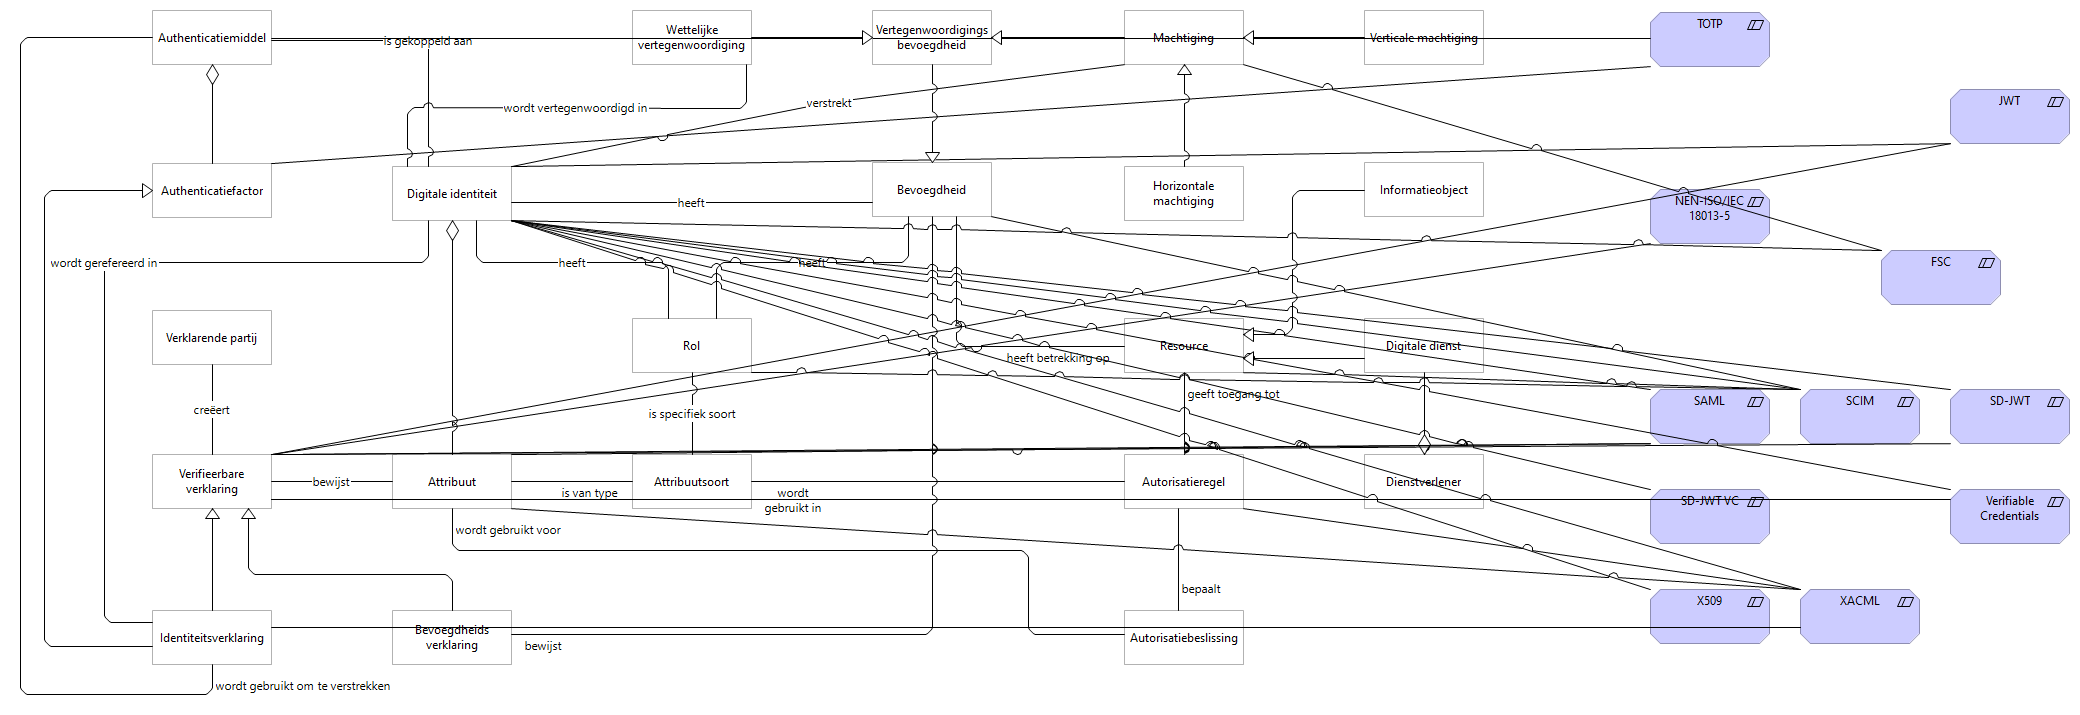 Authenticatiemiddel
is gekoppeld aan
Wettelijke
vertegenwoordiging
Vertegenwoordigings
bevoegdheid
Machtiging
Verticale machtiging
TOTP
JWT
wordt vertegenwoordigd in
verstrekt
Authenticatiefactor
Digitale identiteit
heeft
Bevoegdheid
Horizontale
machtiging
Informatieobject
NEN-ISO/IEC
18013-5
wordt gerefereerd in
heeft
heeft
FSC
Verklarende partij
Rol
Resource
Digitale dienst
heeft betrekking op
creëert
is specifiek soort
geeft toegang tot
SAML
SCIM
SD-JWT
Verifieerbare
verklaring
bewijst
Attribuut
is van type
Attribuutsoort
wordt
gebruikt in
Autorisatieregel
Dienstverlener
SD-JWT VC
Verifiable
Credentials
wordt gebruikt voor
bepaalt
X509
XACML
Identiteitsverklaring
Bevoegdheids
verklaring
bewijst
Autorisatiebeslissing
wordt gebruikt om te verstrekken